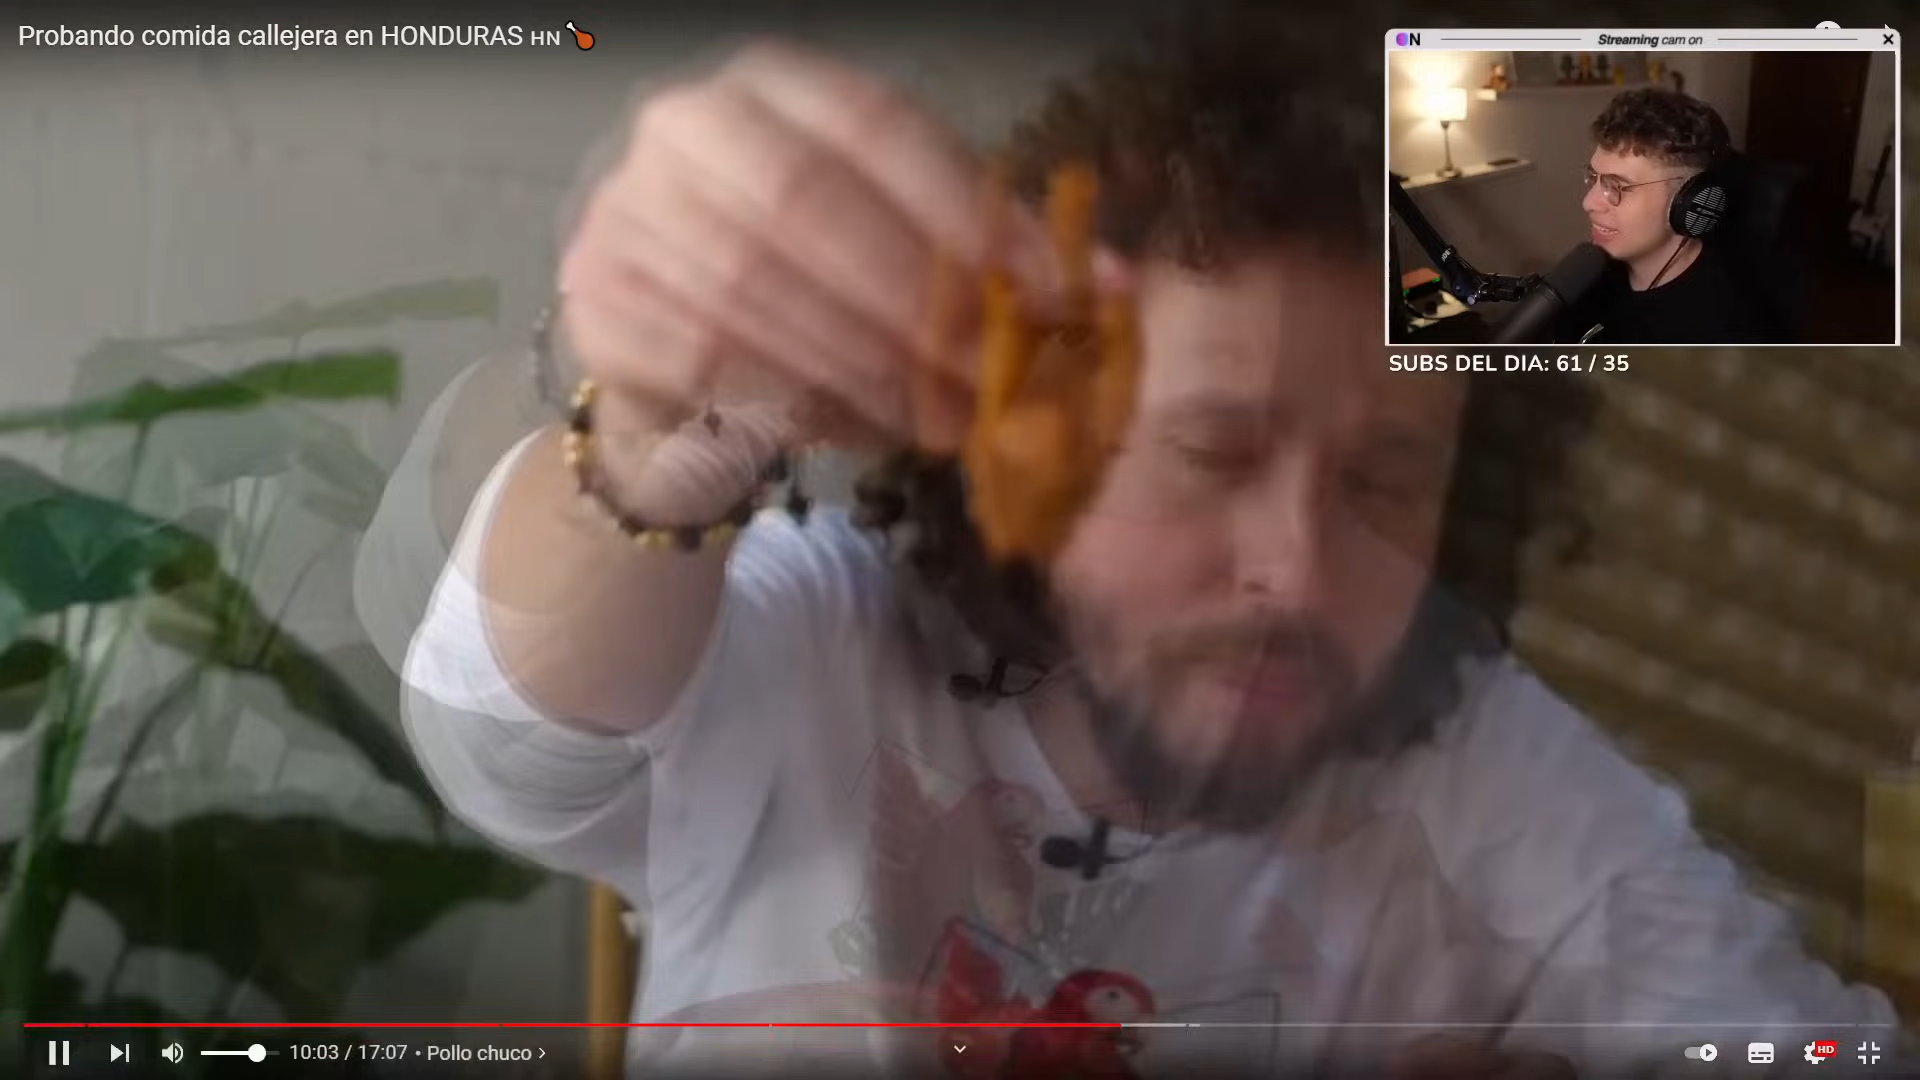 Probando comida callejera en HONDURAS HN
ON
Streaming cam on
SUBS DEL DIA: 61 / 35
10:03 / 17:07 • Pollo chuco
HD